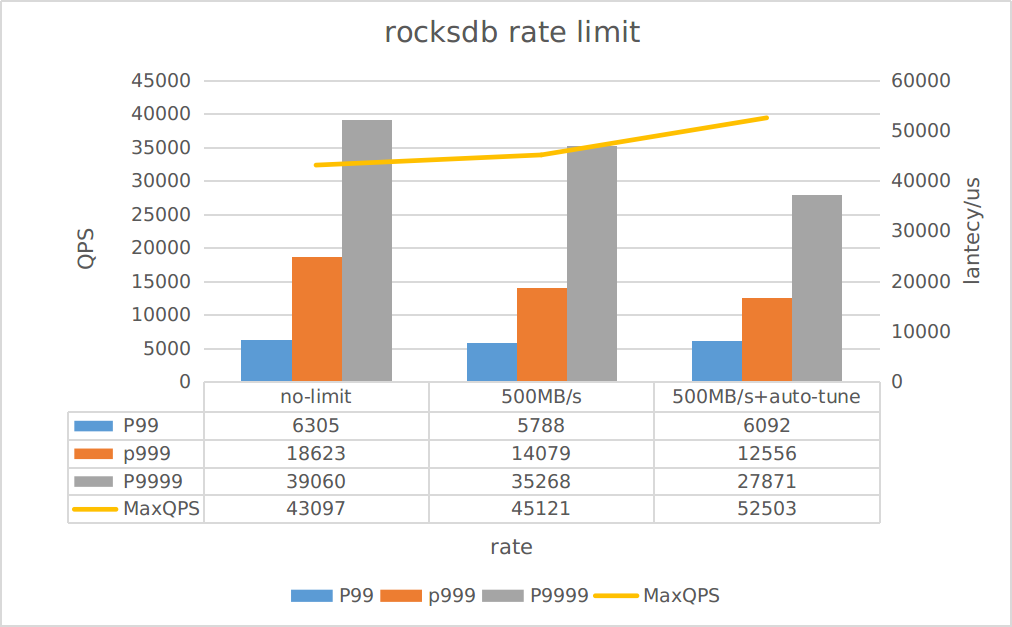 rocksdb rate limit
45000
40000
35000
30000
25000
20000
15000
10000
5000
0
QPS
60000
50000
40000
30000
20000
10000
0
lantecy/us
no-limit 500MB/s 500MB/s+auto-tune
P99 6305 5788 6092
p999 18623 14079 12556
P9999 39060 35268 27871
MaxQPS 43097 45121 52503
rate
P99 p999 P9999 MaxQPS